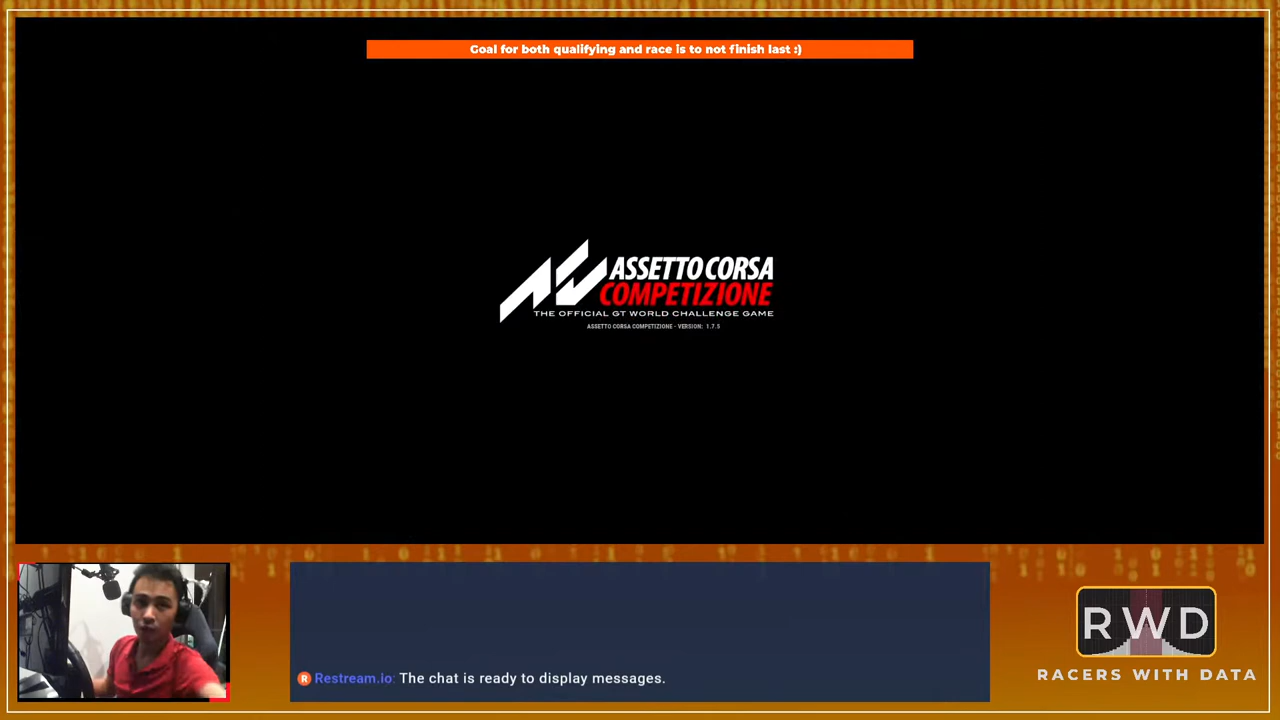 Goal for both qualifying and race is to not finish last :)
ASSETTO CORSA
COMPETIZIONE
THE OFFICIAL GT WORLD CHALLENGE GAME
ASSETTO CORSA COMPETIZIONE - VERSION: 1.7.5
R Restream.io: The chat is ready to display messages.
RWD
RACERS WITH DATA